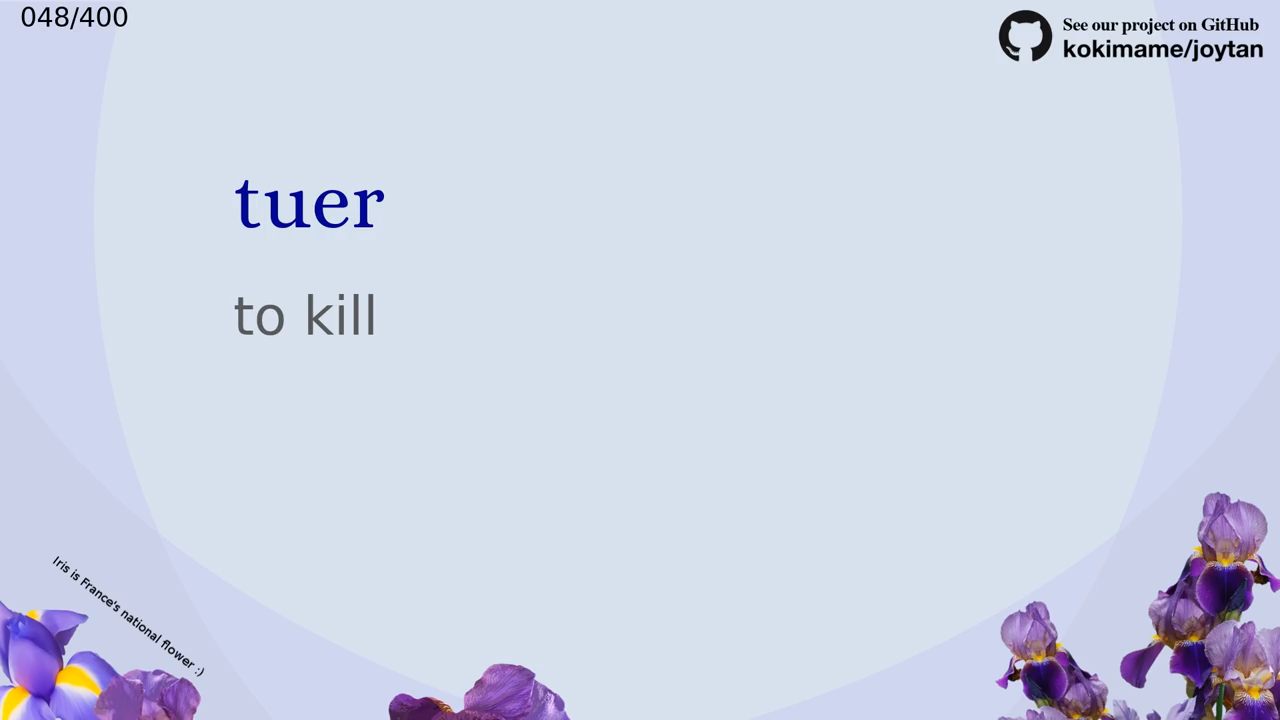 048/400
See our project on GitHub
kokimame/joytan
tuer
to kill
Iris is France's national flower :)